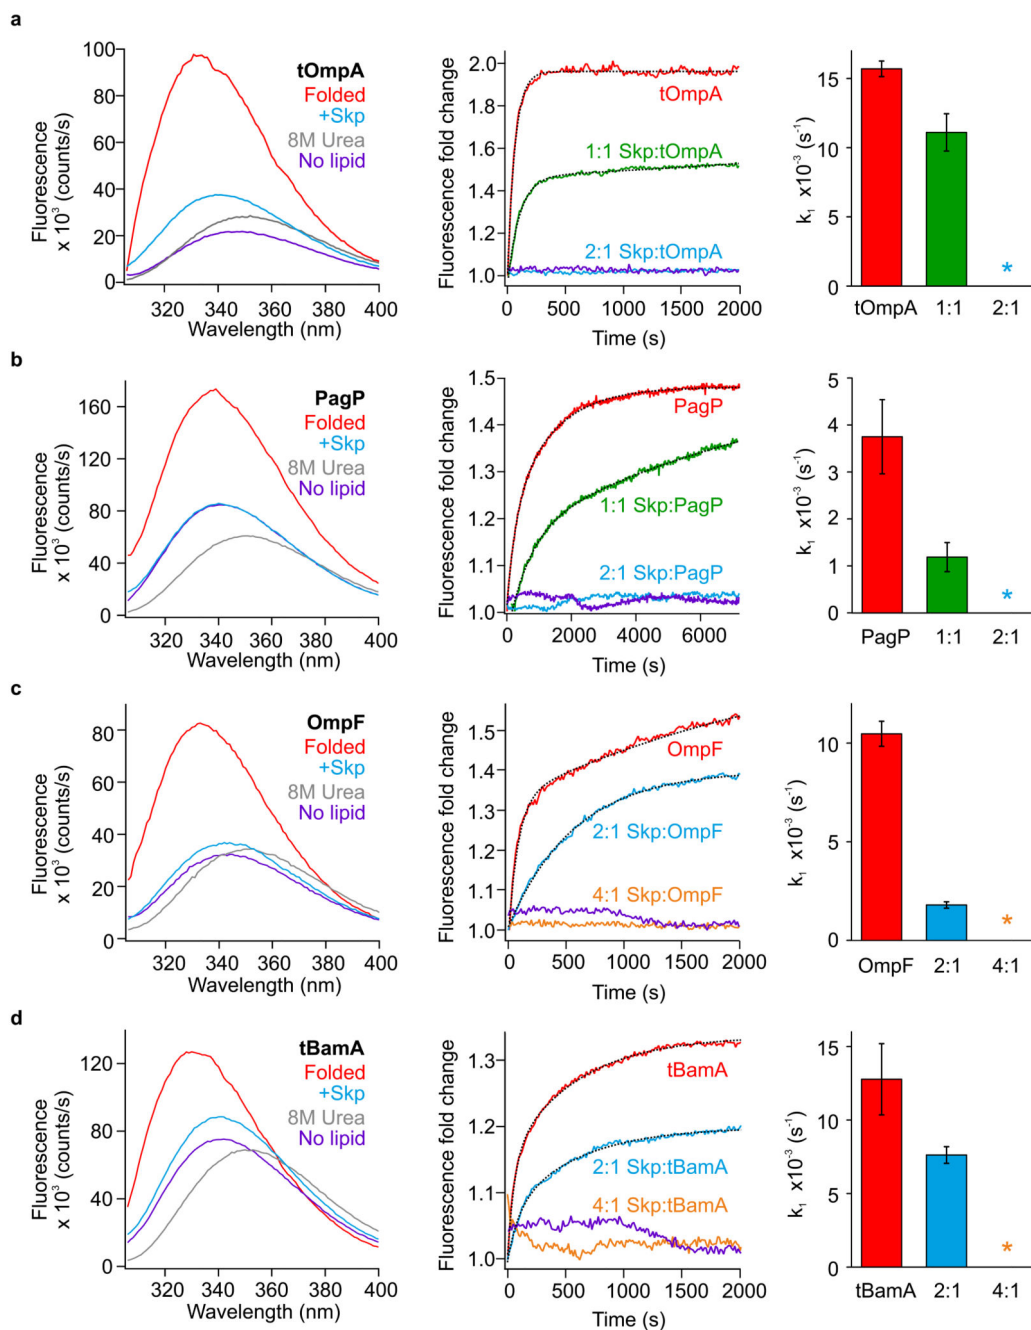 a
Fluorescence
x 10³ (counts/s)
100
80
60
40
20
0
320
340
360
380
400
Wavelength (nm)
tOmpA
Folded
+Skp
8M Urea
No lipid
Fluorescence fold change
2.0
1.8
1.6
1.4
1.2
1.0
0
500
1000
1500
2000
Time (s)
tOmpA
1:1 Skp:tOmpA
2:1 Skp:tOmpA
k₁ x10⁻³ (s⁻¹)
15
10
5
0
*
tOmpA
1:1
2:1
b
Fluorescence
x 10³ (counts/s)
160
120
80
40
0
320
340
360
380
400
Wavelength (nm)
PagP
Folded
+Skp
8M Urea
No lipid
Fluorescence fold change
1.5
1.4
1.3
1.2
1.1
1.0
0
2000
4000
6000
Time (s)
PagP
1:1 Skp:PagP
2:1 Skp:PagP
k₁ x10⁻³ (s⁻¹)
5
4
3
2
1
0
*
PagP
1:1
2:1
c
Fluorescence
x 10³ (counts/s)
80
60
40
20
0
320
340
360
380
400
Wavelength (nm)
OmpF
Folded
+Skp
8M Urea
No lipid
Fluorescence fold change
1.5
1.4
1.3
1.2
1.1
1.0
0
500
1000
1500
2000
Time (s)
OmpF
2:1 Skp:OmpF
4:1 Skp:OmpF
k₁ x10⁻³ (s⁻¹)
10
5
0
*
OmpF
2:1
4:1
d
Fluorescence
x 10³ (counts/s)
120
80
40
0
320
340
360
380
400
Wavelength (nm)
tBamA
Folded
+Skp
8M Urea
No lipid
Fluorescence fold change
1.3
1.2
1.1
1.0
0
500
1000
1500
2000
Time (s)
tBamA
2:1 Skp:tBamA
4:1 Skp:tBamA
k₁ x10⁻³ (s⁻¹)
15
10
5
0
*
tBamA
2:1
4:1